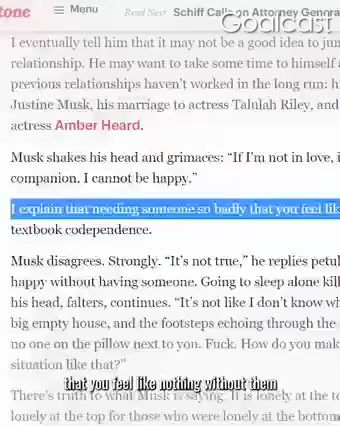 tone
Menu
Read Next Schiff Calls on Attorney
Goalcast
I eventually tell him that it may not be a good idea to
relationship. He may want to take some time to himself
previous relationships haven't worked in the long run:
Justine Musk, his marriage to actress Talulah Riley, and
actress Amber Heard.
Musk shakes his head and grimaces: “If I'm not in love, i
companion. I cannot be happy.”
I explain that needing someone so badly that you feel lik
textbook codependence.
Musk disagrees. Strongly. “It's not true,” he replies petul
happy without having someone. Going to sleep alone kill
his head, falters, continues. “It's not like I don't know wh
big empty house, and the footsteps echoing through the
no one on the pillow next to you. Fuck. How do you mak
situation like that?”
that you feel like nothing without them
There's truth to what Musk is saying. It is lonely at the to
lonely at the top for those who were lonely at the bottom